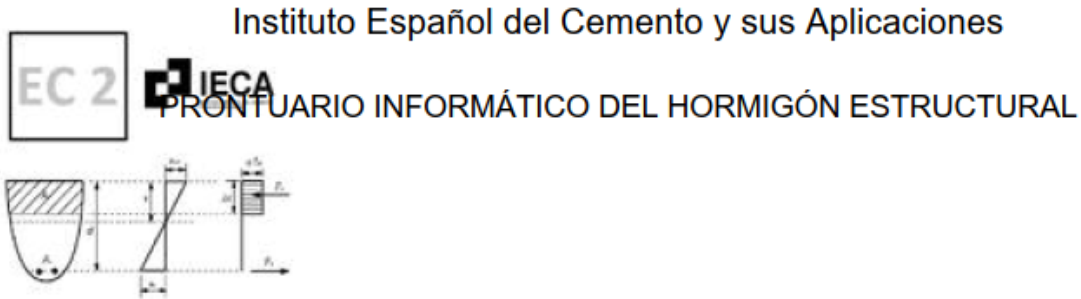 Instituto Español del Cemento y sus Aplicaciones
EC 2
IECA
PRONTUARIO INFORMÁTICO DEL HORMIGÓN ESTRUCTURAL